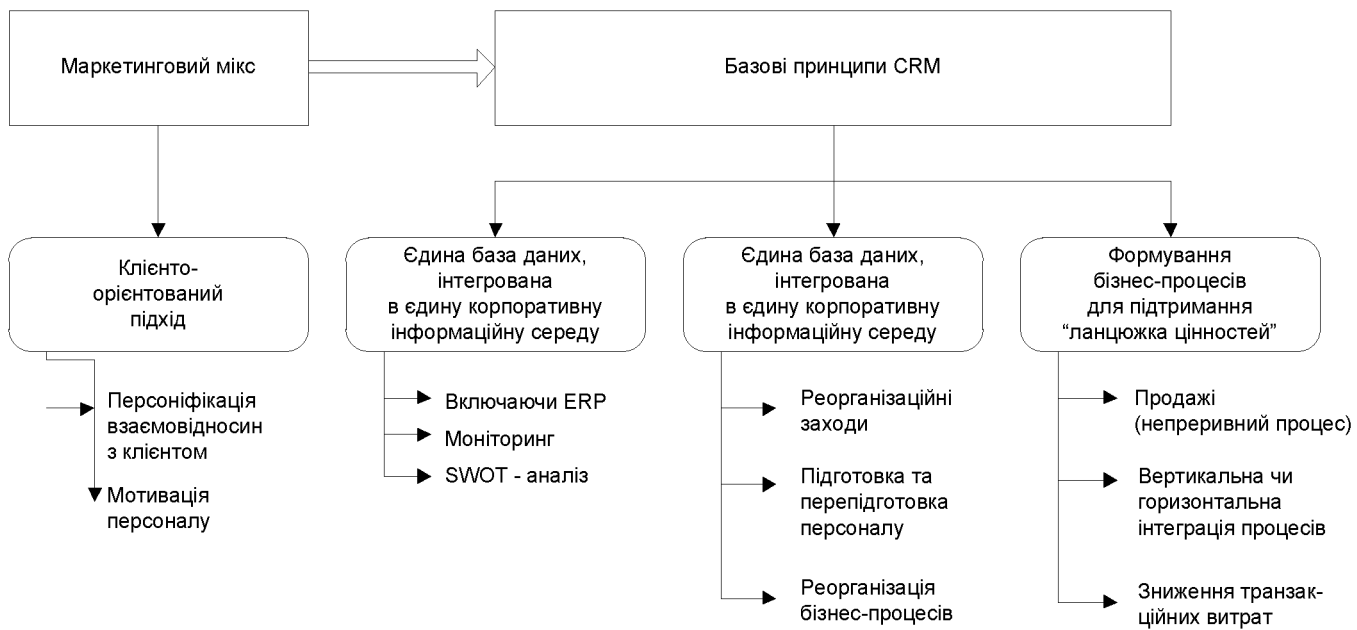 Маркетинговий мікс
Базові принципи CRM
Клієнто-
орієнтований
підхід
Єдина база даних,
інтегрована
в єдину корпоративну
інформаційну середу
Єдина база даних,
інтегрована
в єдину корпоративну
інформаційну середу
Формування
бізнес-процесів
для підтримання
“ланцюжка цінностей”
Персоніфікація
взаємовідносин
з клієнтом
Мотивація
персоналу
Включаючи ERP
Моніторинг
SWOT - аналіз
Реорганізаційні
заходи
Підготовка та
перепідготовка
персоналу
Реорганізація
бізнес-процесів
Продажі
(непреривний процес)
Вертикальна чи
горизонтальна
інтеграція процесів
Зниження транзак-
ційних витрат